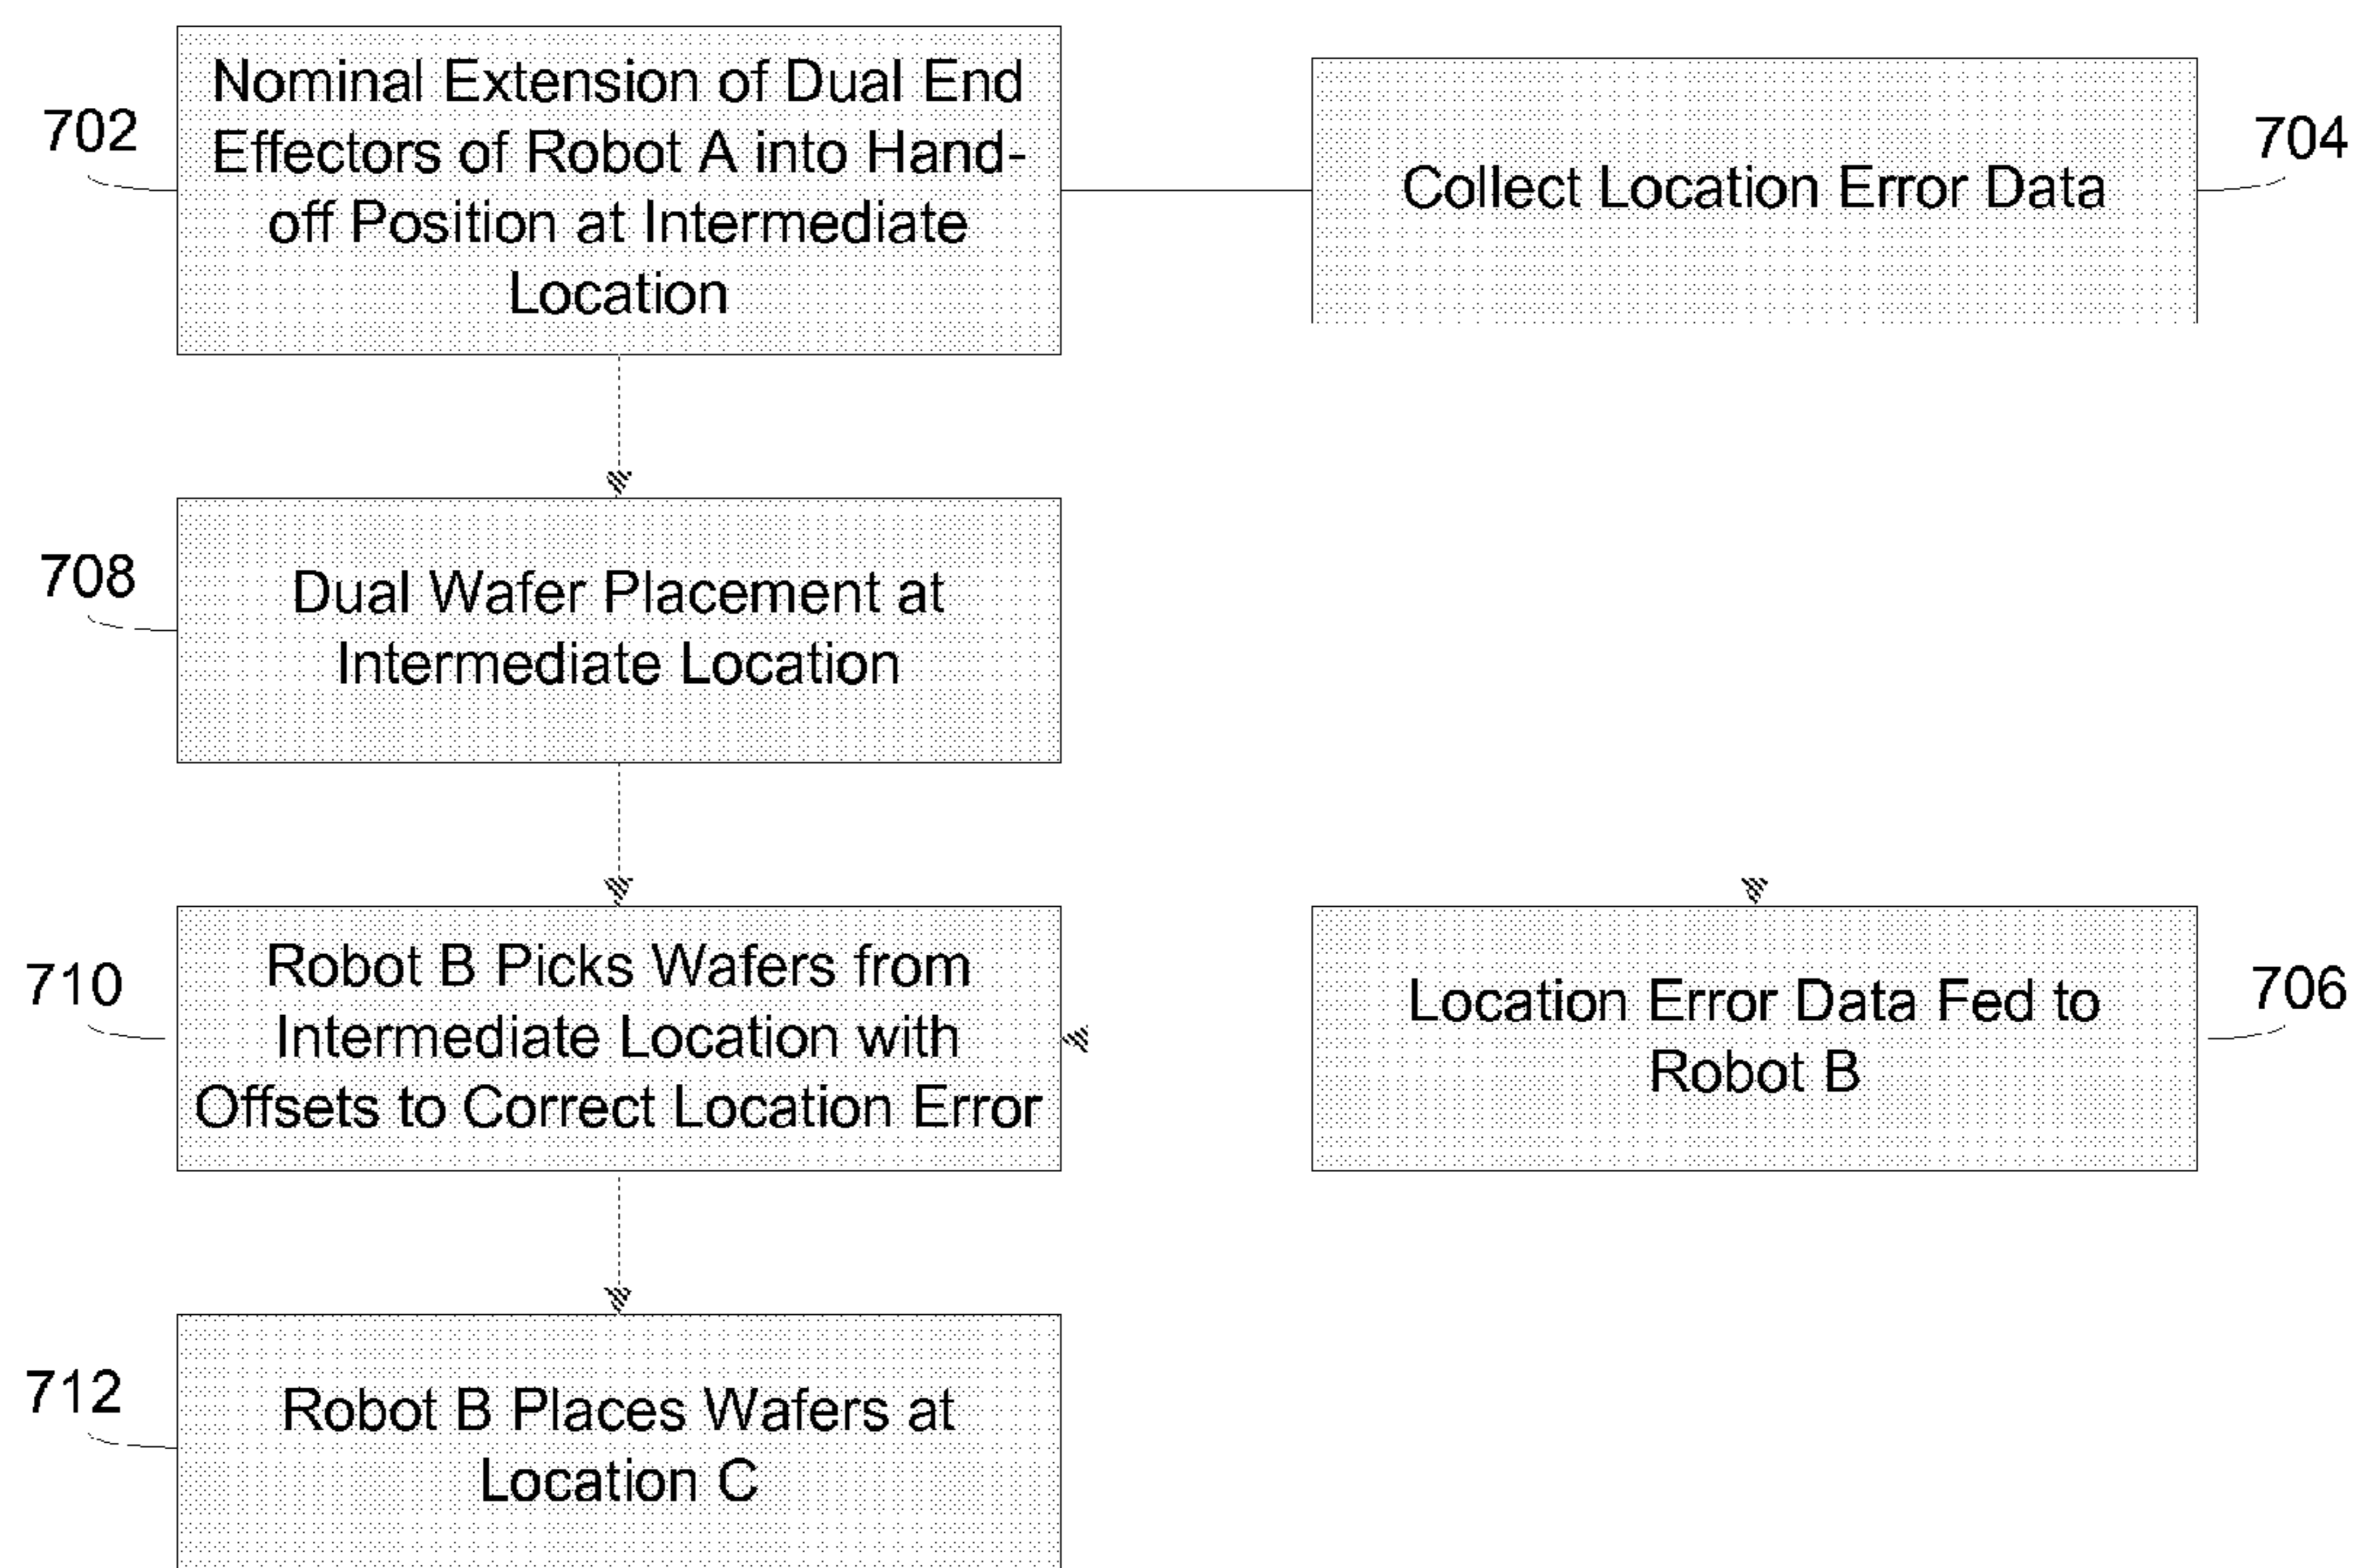 702
Nominal Extension of Dual End
Effectors of Robot A into Hand-
off Position at Intermediate
Location
Collect Location Error Data
704
708
Dual Wafer Placement at
Intermediate Location
710
Robot B Picks Wafers from
Intermediate Location with
Offsets to Correct Location Error
Location Error Data Fed to
Robot B
706
712
Robot B Places Wafers at
Location C